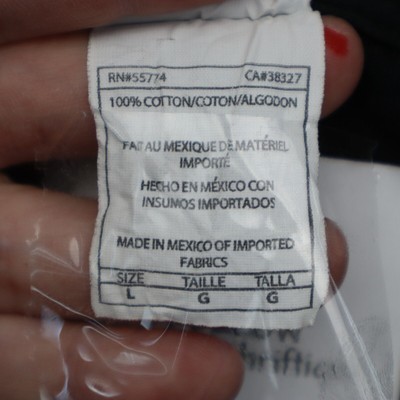 RN#55774 CA#38327
100% COTTON/COTON/ALGODON
FAIT AU MEXIQUE DE MATÉRIEL
IMPORTÉ
HECHO EN MÉXICO CON
INSUMOS IMPORTADOS
MADE IN MEXICO OF IMPORTED
FABRICS
SIZE TAILLE TALLA
L G G